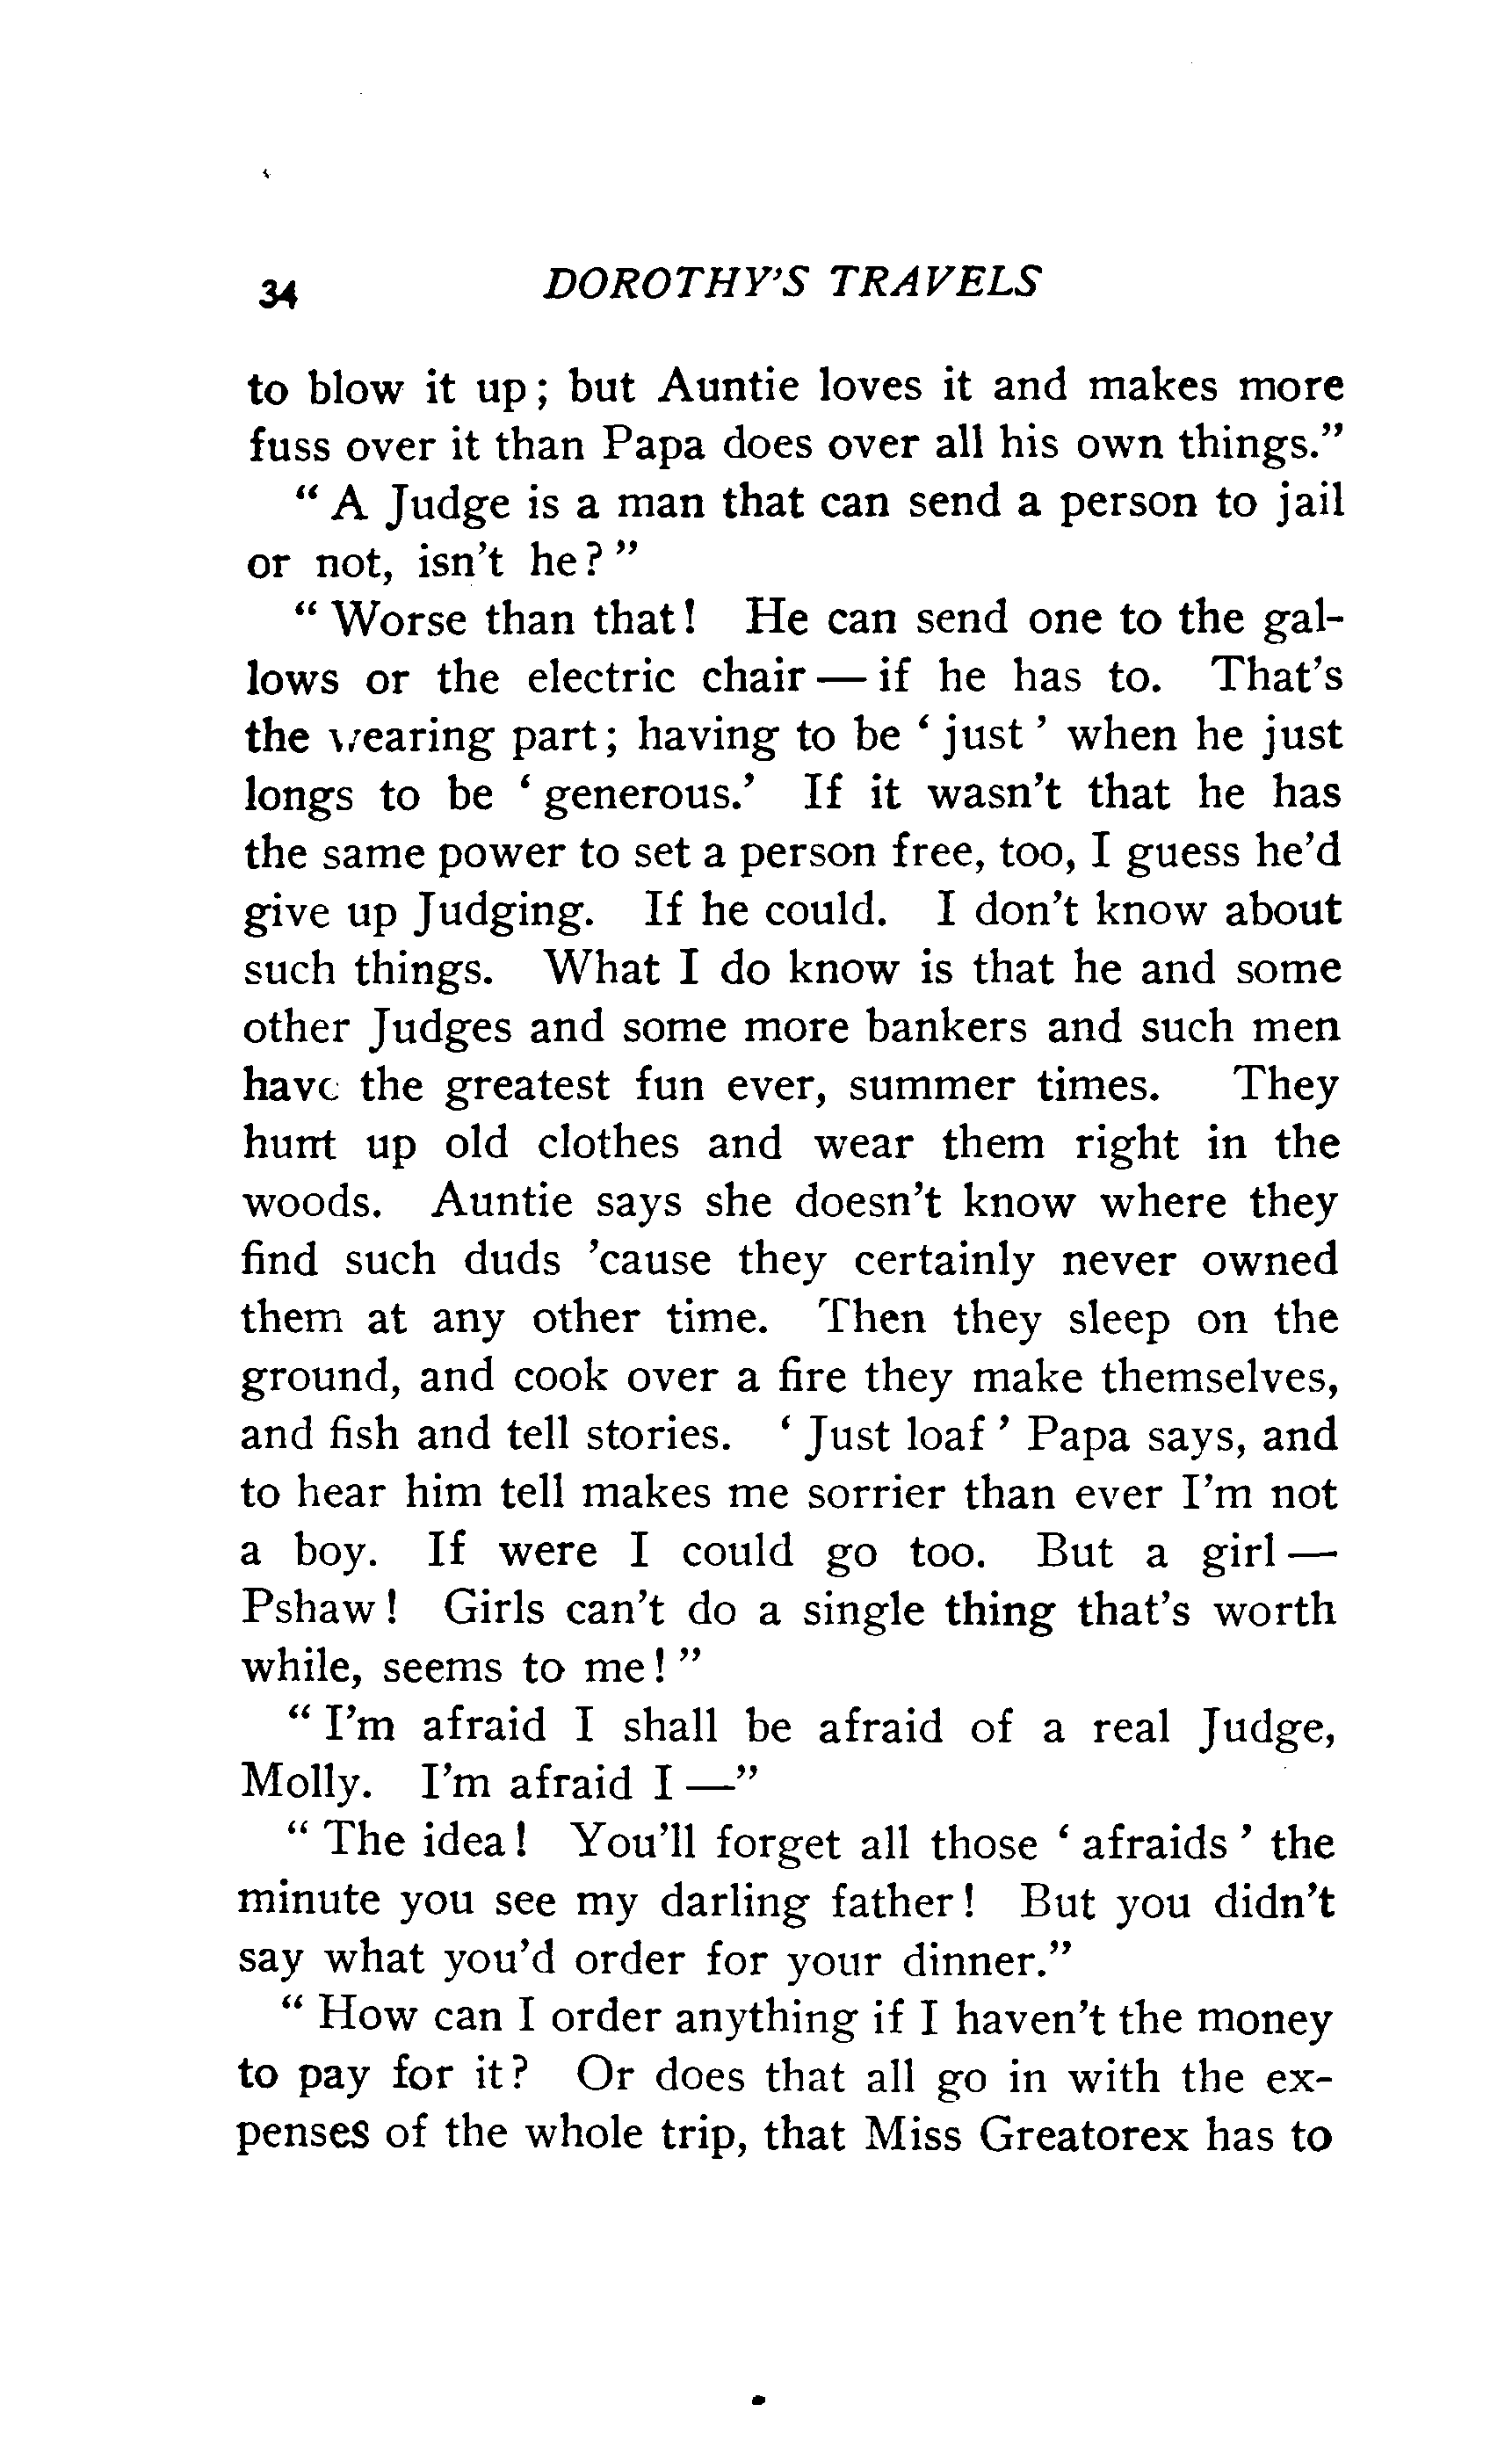 34 DOROTHY'S TRAVELS
to blow it up; but Auntie loves it and makes more
fuss over it than Papa does over all his own things."
"A Judge is a man that can send a person to jail
or not, isn't he?"
"Worse than that! He can send one to the gal-
lows or the electric chair — if he has to. That's
the wearing part; having to be 'just' when he just
longs to be 'generous.' If it wasn't that he has
the same power to set a person free, too, I guess he'd
give up Judging. If he could. I don't know about
such things. What I do know is that he and some
other Judges and some more bankers and such men
have the greatest fun ever, summer times. They
hunt up old clothes and wear them right in the
woods. Auntie says she doesn't know where they
find such duds 'cause they certainly never owned
them at any other time. Then they sleep on the
ground, and cook over a fire they make themselves,
and fish and tell stories. 'Just loaf' Papa says, and
to hear him tell makes me sorrier than ever I'm not
a boy. If were I could go too. But a girl —
Pshaw! Girls can't do a single thing that's worth
while, seems to me!"
"I'm afraid I shall be afraid of a real Judge,
Molly. I'm afraid I —"
"The idea! You'll forget all those 'afraids' the
minute you see my darling father! But you didn't
say what you'd order for your dinner."
"How can I order anything if I haven't the money
to pay for it? Or does that all go in with the ex-
penses of the whole trip, that Miss Greatorex has to